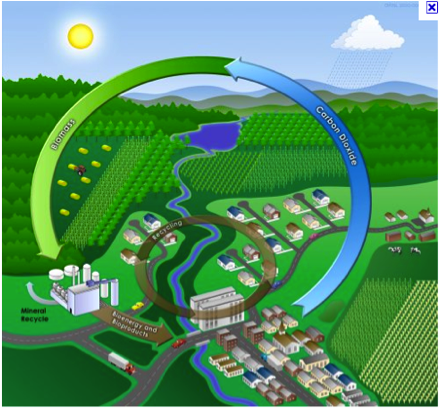 Biomass
Carbon Dioxide
Recycling
Mineral
Recycle
Bioenergy and
Bioproducts